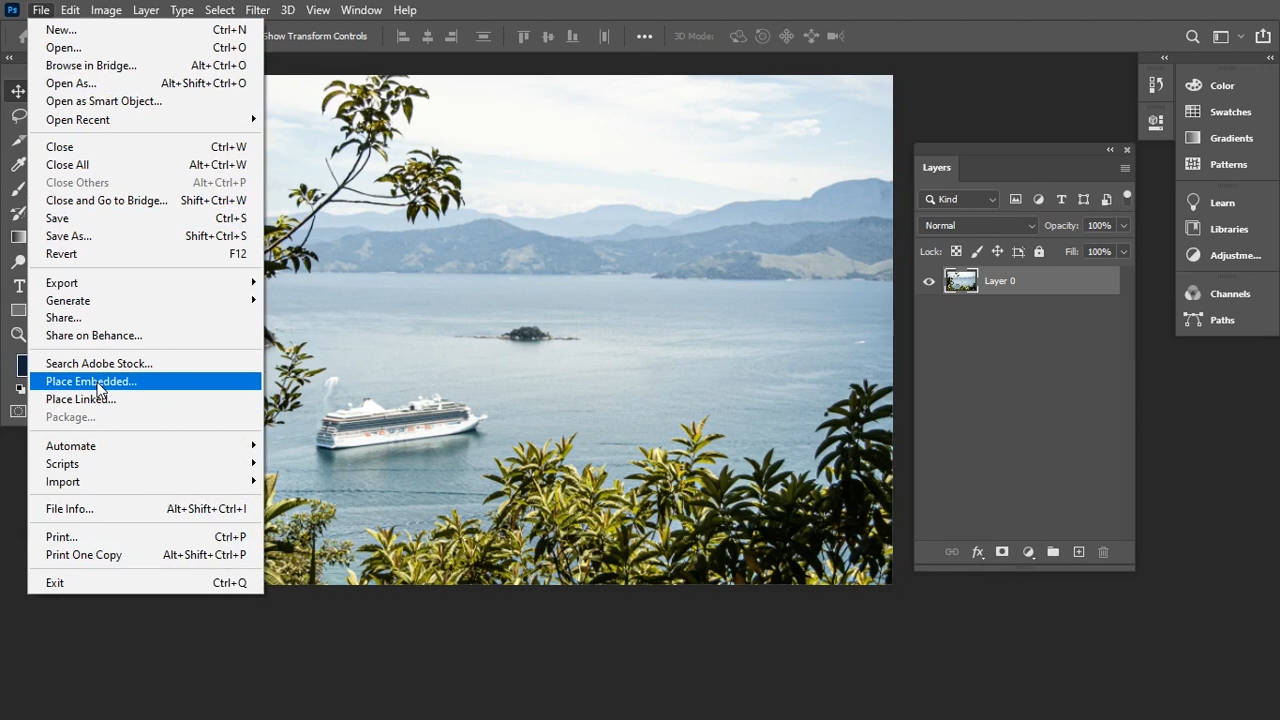 Ps File Edit Image Layer Type Select Filter 3D View Window Help
Show Transform Controls 3D Mode:
New... Ctrl+N
Open... Ctrl+O
Browse in Bridge... Alt+Ctrl+O
Open As... Alt+Shift+Ctrl+O
Open as Smart Object...
Open Recent
Close Ctrl+W
Close All Alt+Ctrl+W
Close Others Alt+Ctrl+P
Close and Go to Bridge... Shift+Ctrl+W
Save Ctrl+S
Save As... Shift+Ctrl+S
Revert F12
Export
Generate
Share...
Share on Behance...
Search Adobe Stock...
Place Embedded...
Place Linked...
Package...
Automate
Scripts
Import
File Info... Alt+Shift+Ctrl+I
Print... Ctrl+P
Print One Copy Alt+Shift+Ctrl+P
Exit Ctrl+Q
Layers
Kind
Normal Opacity: 100%
Lock: Fill: 100%
Layer 0
fx
Color
Swatches
Gradients
Patterns
Learn
Libraries
Adjustme...
Channels
Paths